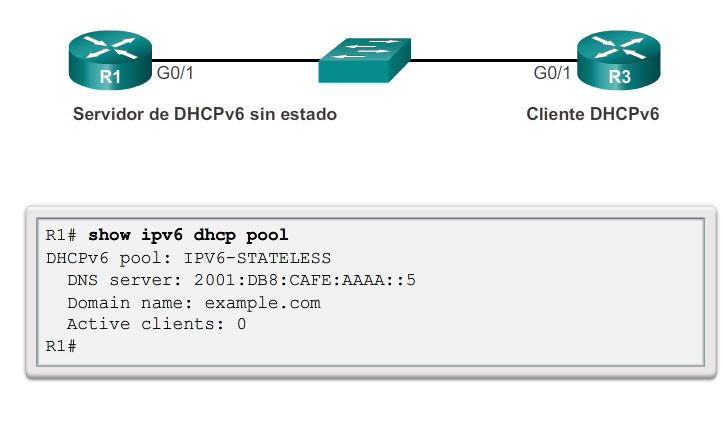 R1 G0/1 G0/1 R3
Servidor de DHCPv6 sin estado Cliente DHCPv6
R1# show ipv6 dhcp pool
DHCPv6 pool: IPV6-STATELESS
DNS server: 2001:DB8:CAFE:AAAA::5
Domain name: example.com
Active clients: 0
R1#